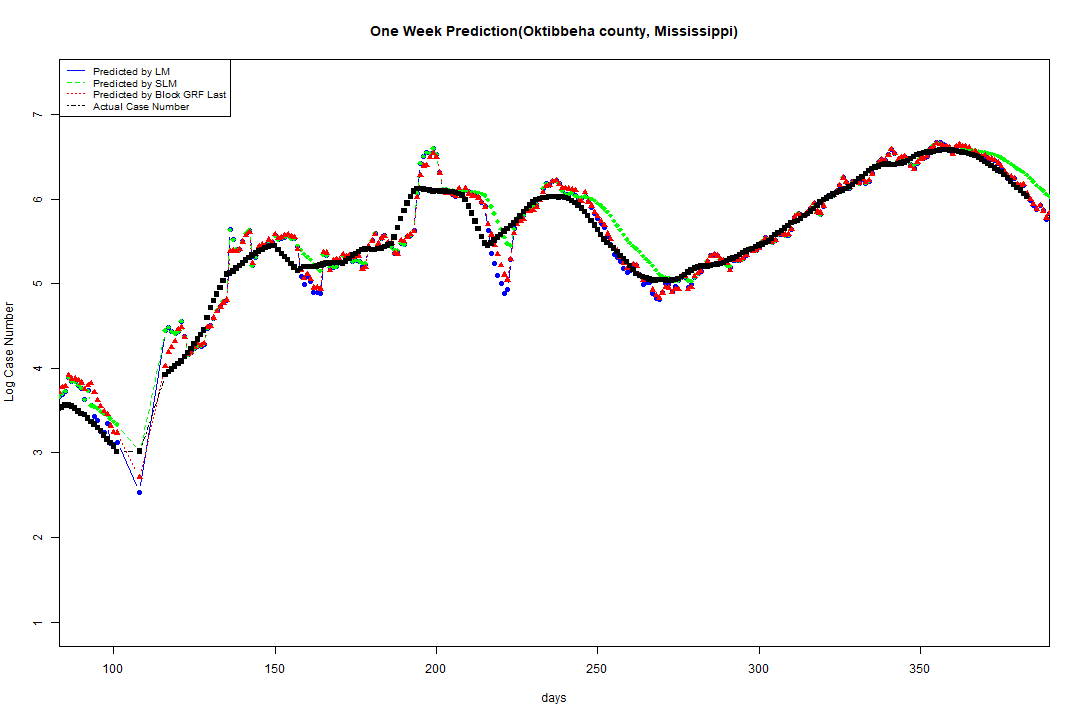 One Week Prediction(Oktibbeha county, Mississippi)
Predicted by LM
Predicted by SLM
Predicted by Block GRF Last
Actual Case Number
7
6
5
4
3
2
1
Log Case Number
100 150 200 250 300 350
days